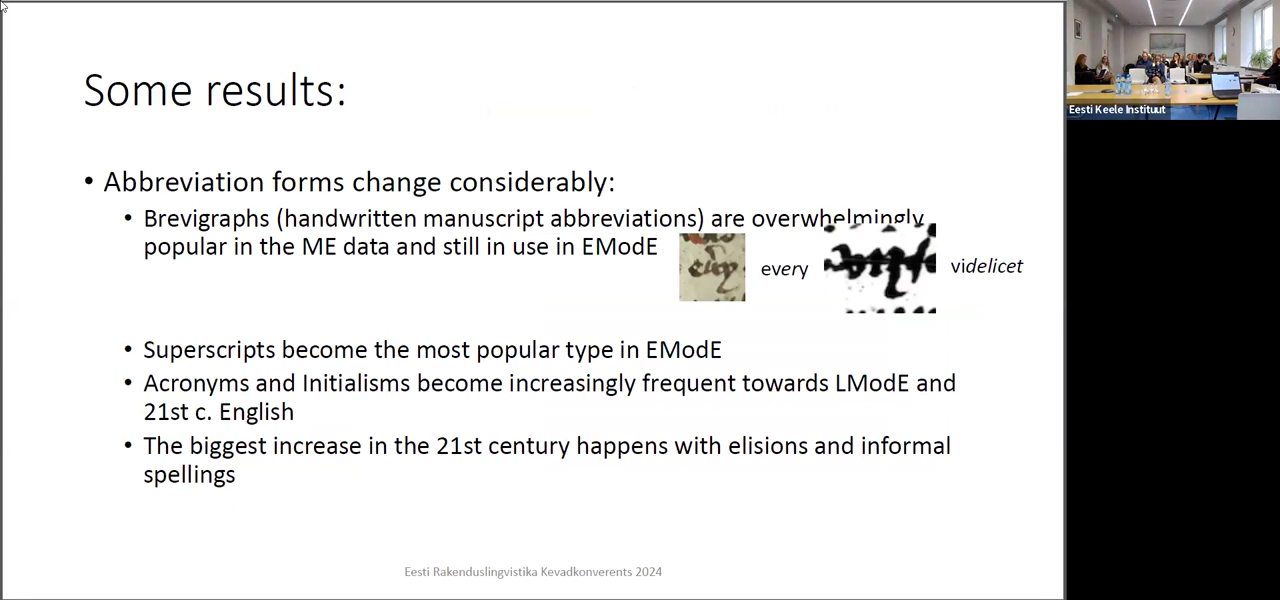 Some results:
• Abbreviation forms change considerably:
• Brevigraphs (handwritten manuscript abbreviations) are overwhelmingly
popular in the ME data and still in use in EModE
every
videlicet
• Superscripts become the most popular type in EModE
• Acronyms and Initialisms become increasingly frequent towards LModE and
21st c. English
• The biggest increase in the 21st century happens with elisions and informal
spellings
Eesti Rakenduslingvistika Kevadkonverents 2024
Eesti Keele Instituut